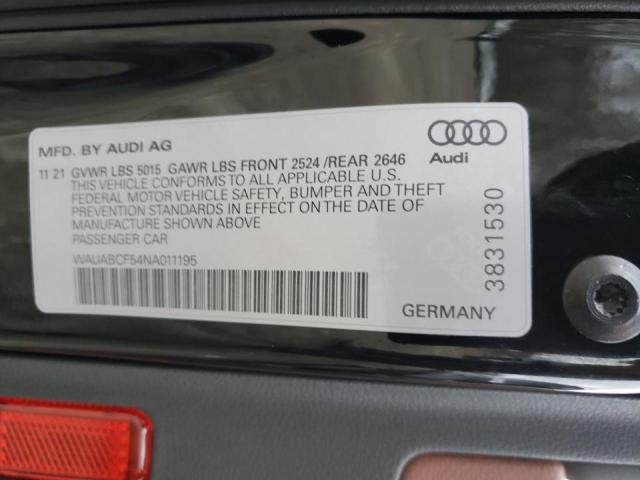 MFD. BY AUDI AG
11 21 GVWR LBS 5015 GAWR LBS FRONT 2524 /REAR 2646
THIS VEHICLE CONFORMS TO ALL APPLICABLE U.S.
FEDERAL MOTOR VEHICLE SAFETY, BUMPER AND THEFT
PREVENTION STANDARDS IN EFFECT ON THE DATE OF
MANUFACTURE SHOWN ABOVE
PASSENGER CAR
WAUABCF54NA011195
Audi
3831530
GERMANY